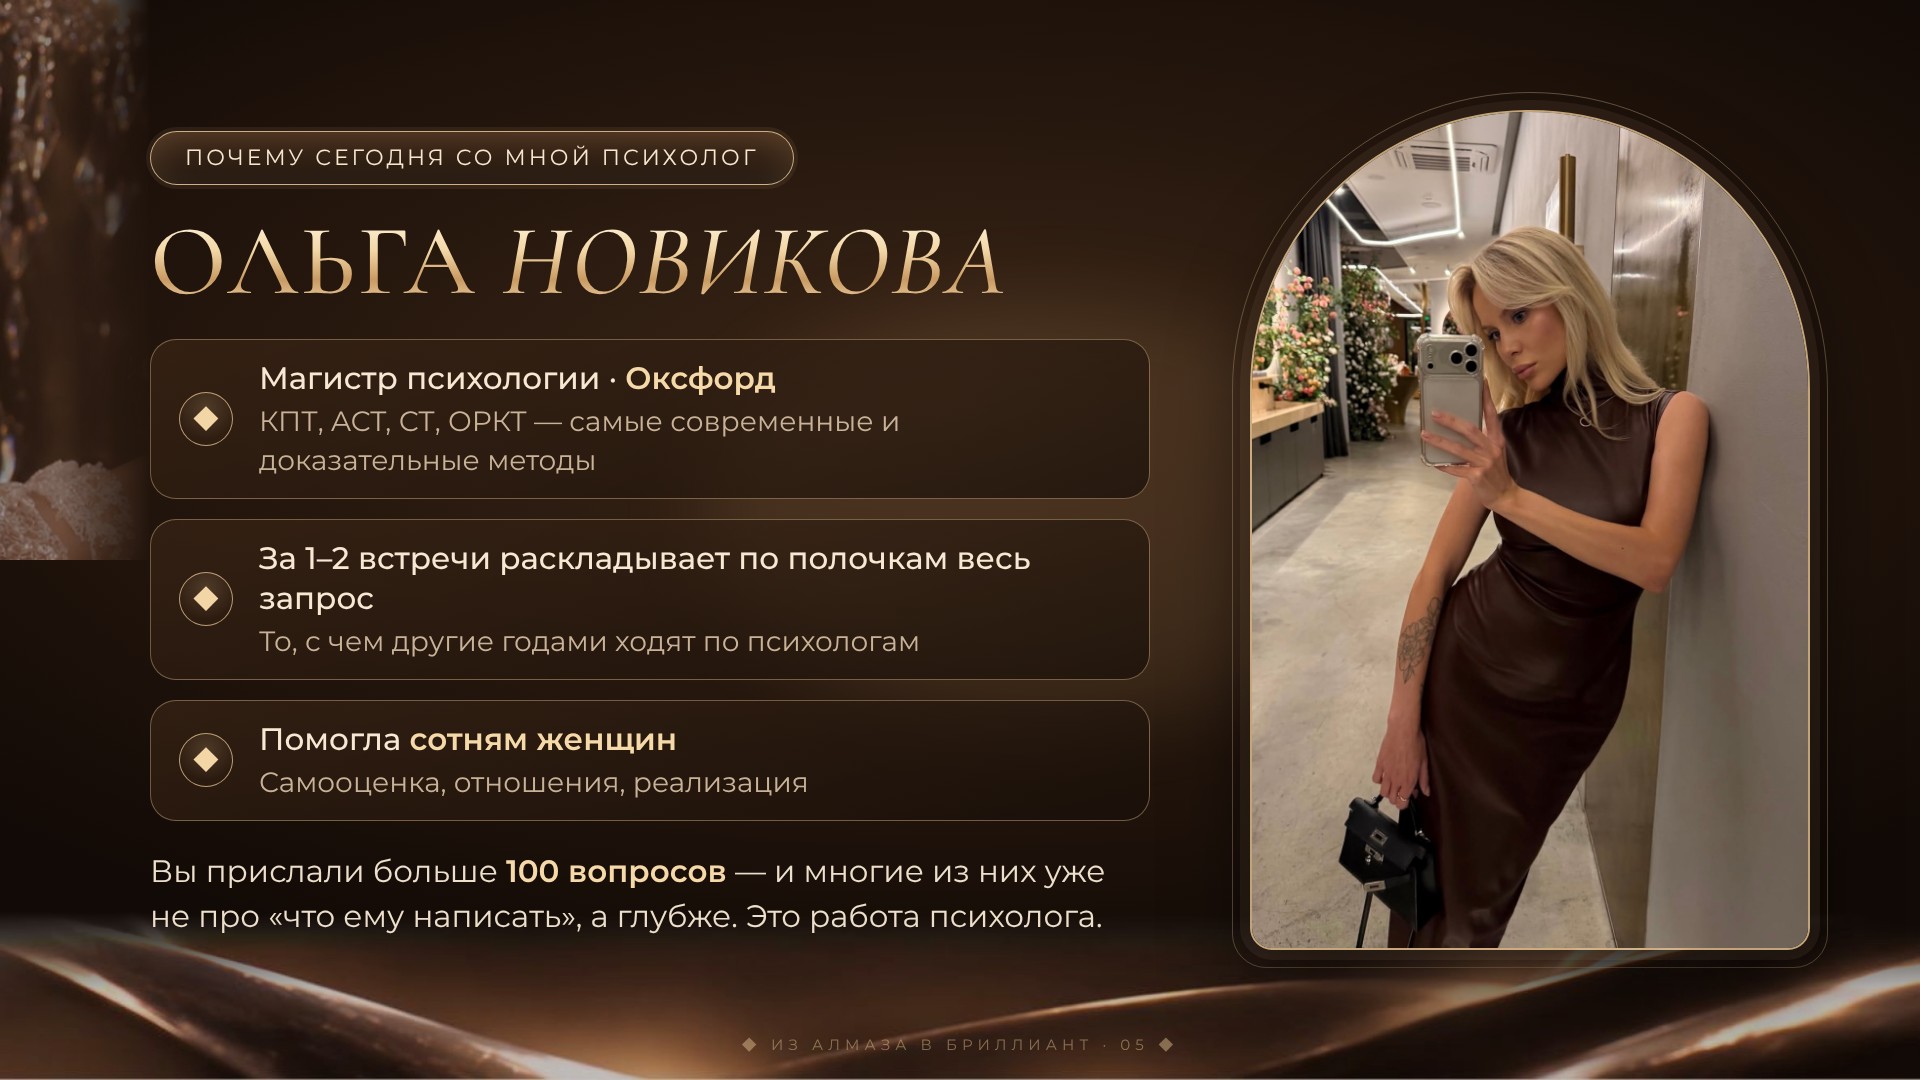 ПОЧЕМУ СЕГОДНЯ СО МНОЙ ПСИХОЛОГ
ОЛЬГА НОВИКОВА
Магистр психологии · Оксфорд
КПТ, АСТ, СТ, ОРКТ — самые современные и
доказательные методы
За 1–2 встречи раскладывает по полочкам весь
запрос
То, с чем другие годами ходят по психологам
Помогла сотням женщин
Самооценка, отношения, реализация
Вы прислали больше 100 вопросов — и многие из них уже
не про «что ему написать», а глубже. Это работа психолога.
ИЗ АЛМАЗА В БРИЛЛИАНТ · 05